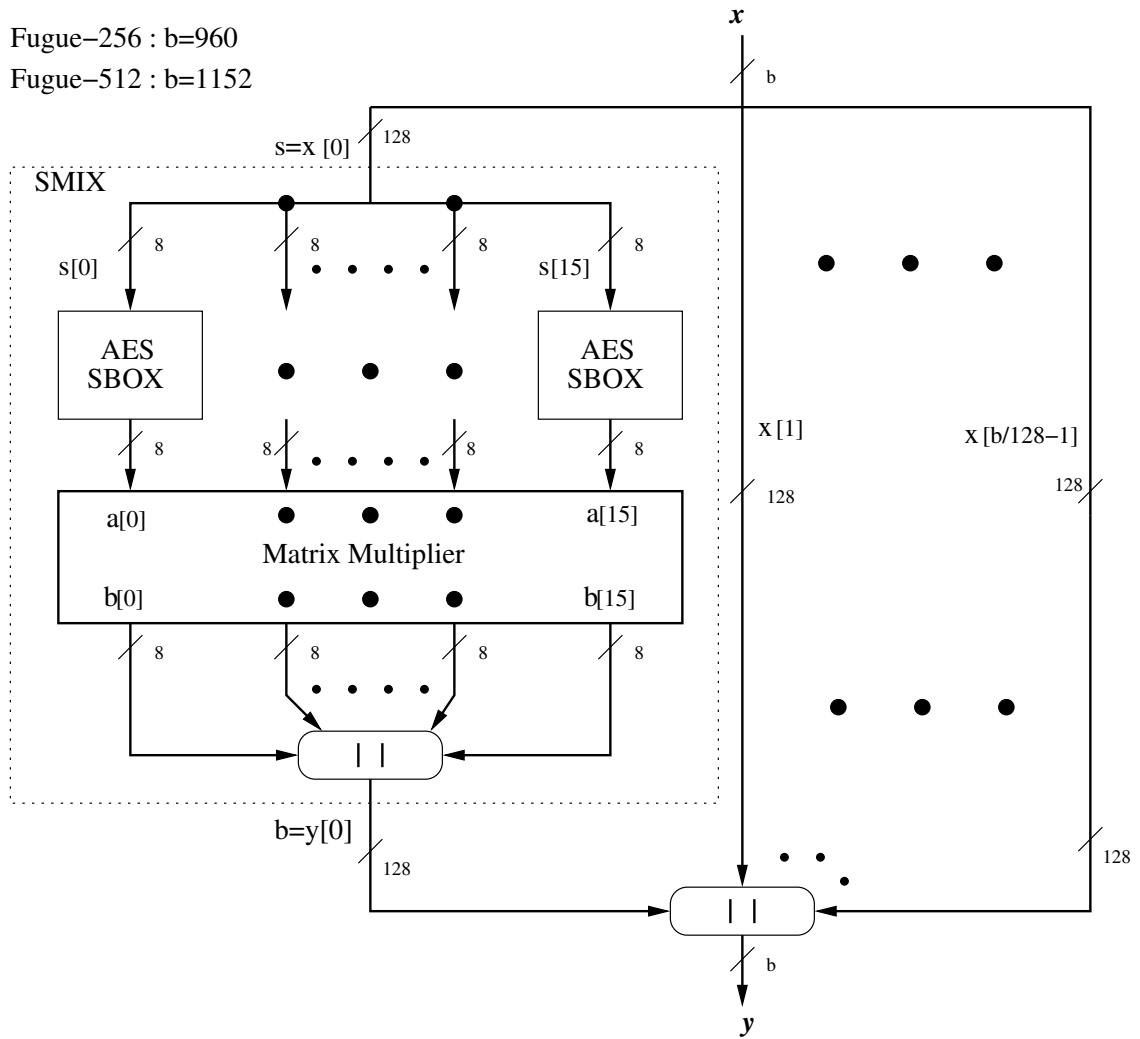 x
Fugue−256 : b=960
Fugue−512 : b=1152
b
128
s=x [0]
SMIX
8
8
8
8
s[0]
s[15]
AES
SBOX
AES
SBOX
x [1]
x [b/128−1]
8
8
8
8
128
128
a[0]
a[15]
Matrix Multiplier
b[0]
b[15]
8
8
8
8
| |
b=y[0]
128
128
| |
b
y